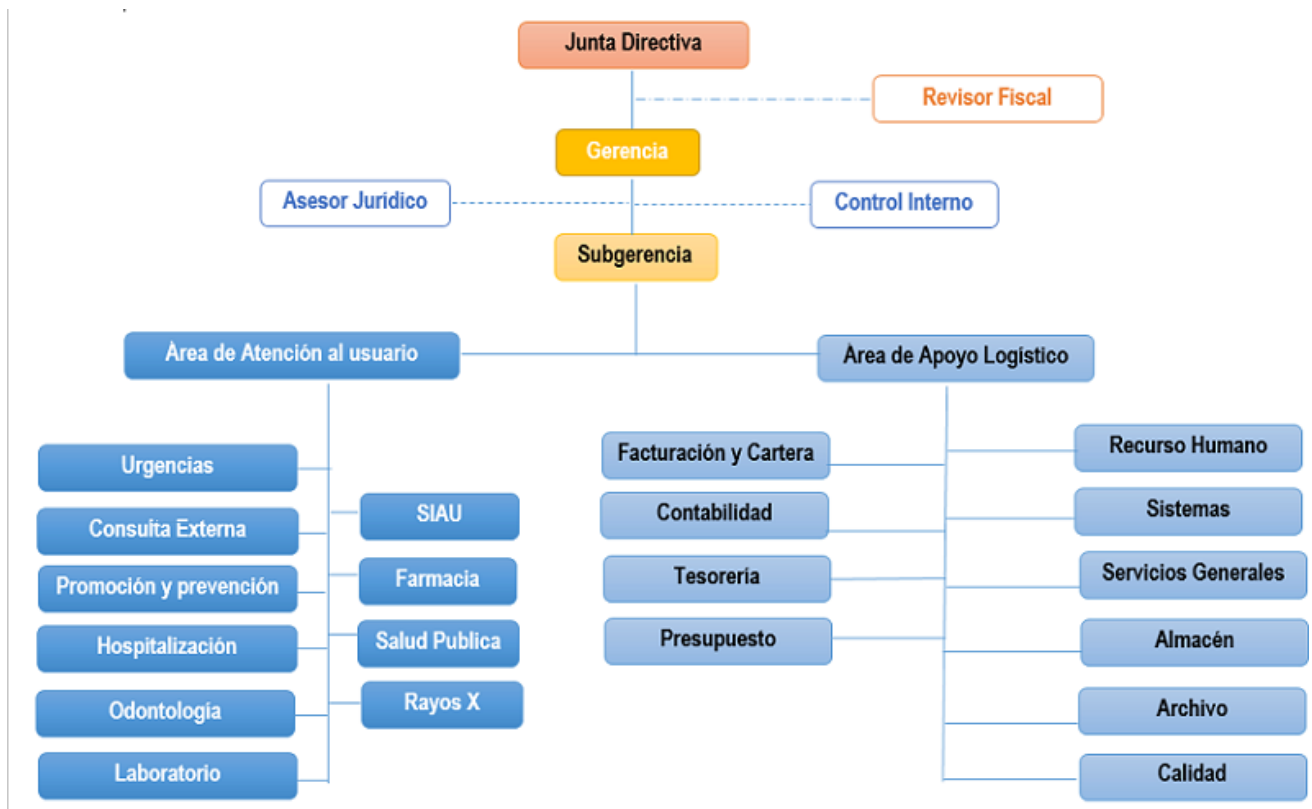 Junta Directiva
Revisor Fiscal
Gerencia
Asesor Jurídico
Control Interno
Subgerencia
Área de Atención al usuario
Área de Apoyo Logístico
Urgencias
Consulta Externa
Promoción y prevención
Hospitalización
Odontología
Laboratorio
SIAU
Farmacia
Salud Publica
Rayos X
Facturación y Cartera
Contabilidad
Tesorería
Presupuesto
Recurso Humano
Sistemas
Servicios Generales
Almacén
Archivo
Calidad